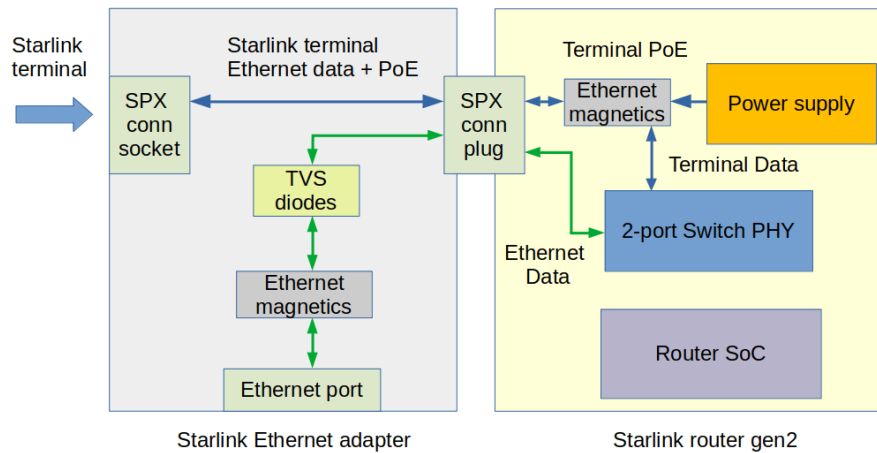 Starlink
terminal
SPX
conn
socket
Starlink terminal
Ethernet data + PoE
TVS
diodes
Ethernet
magnetics
Ethernet port
Starlink Ethernet adapter
SPX
conn
plug
Terminal PoE
Ethernet
magnetics
Power supply
Terminal Data
2-port Switch PHY
Ethernet
Data
Router SoC
Starlink router gen2